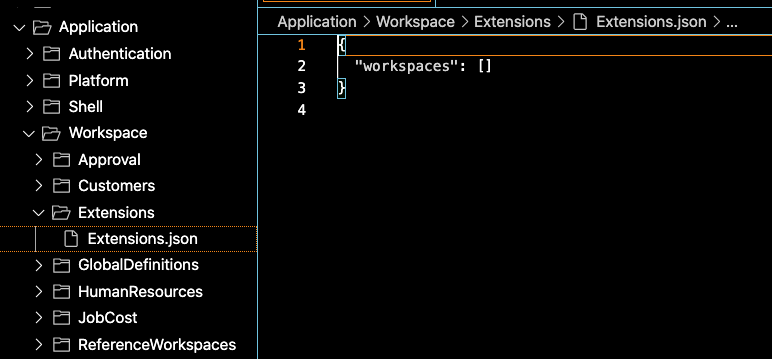 Application
Authentication
Platform
Shell
Workspace
Approval
Customers
Extensions
Extensions.json
GlobalDefinitions
HumanResources
JobCost
ReferenceWorkspaces
Application > Workspace > Extensions > Extensions.json > ...
1 {
2 "workspaces": []
3 }
4